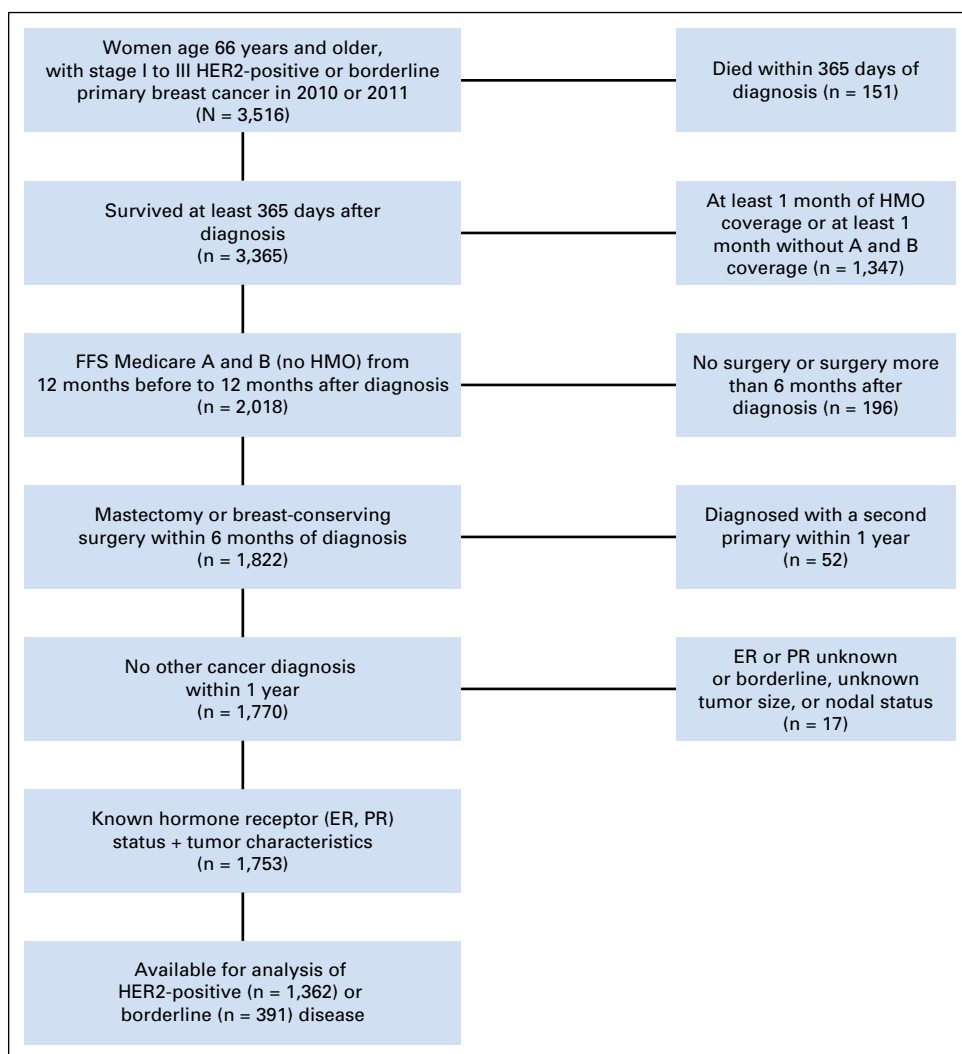 Women age 66 years and older,
with stage I to III HER2-positive or borderline
primary breast cancer in 2010 or 2011
(N = 3,516)
Died within 365 days of
diagnosis (n = 151)
Survived at least 365 days after
diagnosis
(n = 3,365)
At least 1 month of HMO
coverage or at least 1
month without A and B
coverage (n = 1,347)
FFS Medicare A and B (no HMO) from
12 months before to 12 months after diagnosis
(n = 2,018)
No surgery or surgery more
than 6 months after
diagnosis (n = 196)
Mastectomy or breast-conserving
surgery within 6 months of diagnosis
(n = 1,822)
Diagnosed with a second
primary within 1 year
(n = 52)
No other cancer diagnosis
within 1 year
(n = 1,770)
ER or PR unknown
or borderline, unknown
tumor size, or nodal status
(n = 17)
Known hormone receptor (ER, PR)
status + tumor characteristics
(n = 1,753)
Available for analysis of
HER2-positive (n = 1,362) or
borderline (n = 391) disease